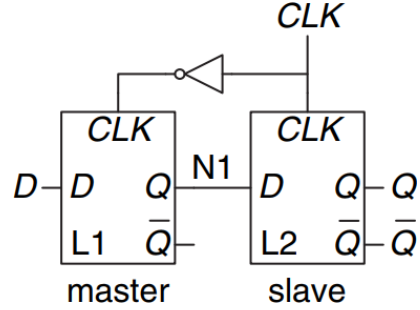 CLK
CLK CLK
D D Q N1 D Q Q
L1 Q̅ L2 Q̅ Q̅
master slave